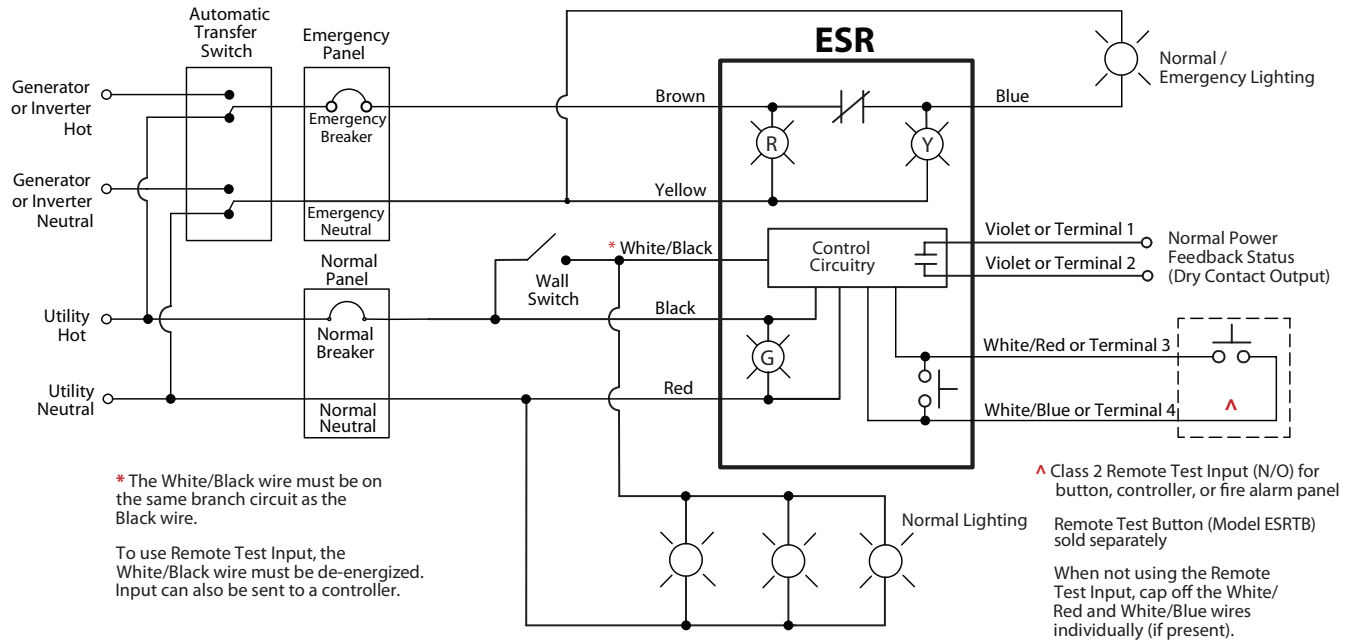 Automatic
Transfer
Switch
Emergency
Panel
ESR
Normal /
Emergency Lighting
Generator
or Inverter
Hot
Brown
Blue
Emergency
Breaker
R
Y
Generator
or Inverter
Neutral
Yellow
Emergency
Neutral
* White/Black
Control
Circuitry
Violet or Terminal 1
Violet or Terminal 2
Normal Power
Feedback Status
(Dry Contact Output)
Normal
Panel
Wall
Switch
Utility
Hot
Black
Normal
Breaker
G
White/Red or Terminal 3
Utility
Neutral
Red
Normal
Neutral
White/Blue or Terminal 4
^
* The White/Black wire must be on
the same branch circuit as the
Black wire.
To use Remote Test Input, the
White/Black wire must be de-energized.
Input can also be sent to a controller.
Normal Lighting
^ Class 2 Remote Test Input (N/O) for
button, controller, or fire alarm panel
Remote Test Button (Model ESRTB)
sold separately
When not using the Remote
Test Input, cap off the White/
Red and White/Blue wires
individually (if present).